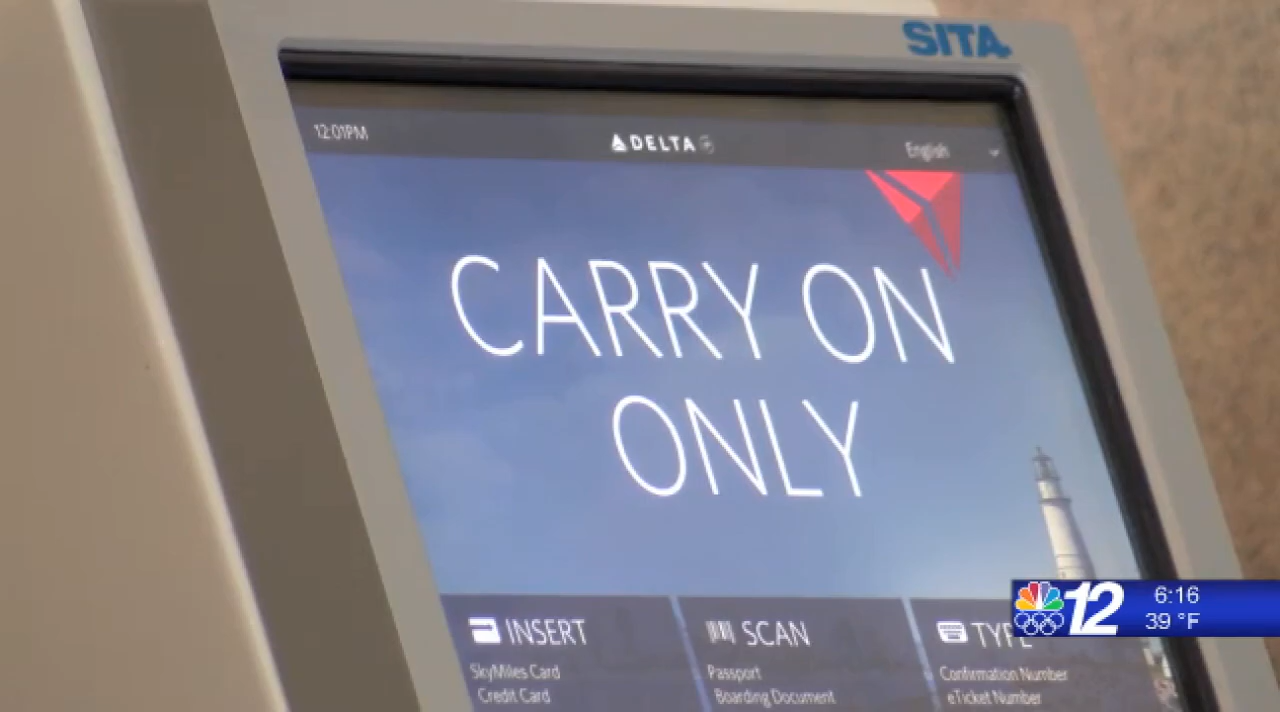 SITA
12:01PM
DELTA
English
CARRY ON
ONLY
INSERT
SkyMiles Card
Credit Card
SCAN
Passport
Boarding Document
TYPE
Confirmation Number
eTicket Number
12
6:16
39 °F